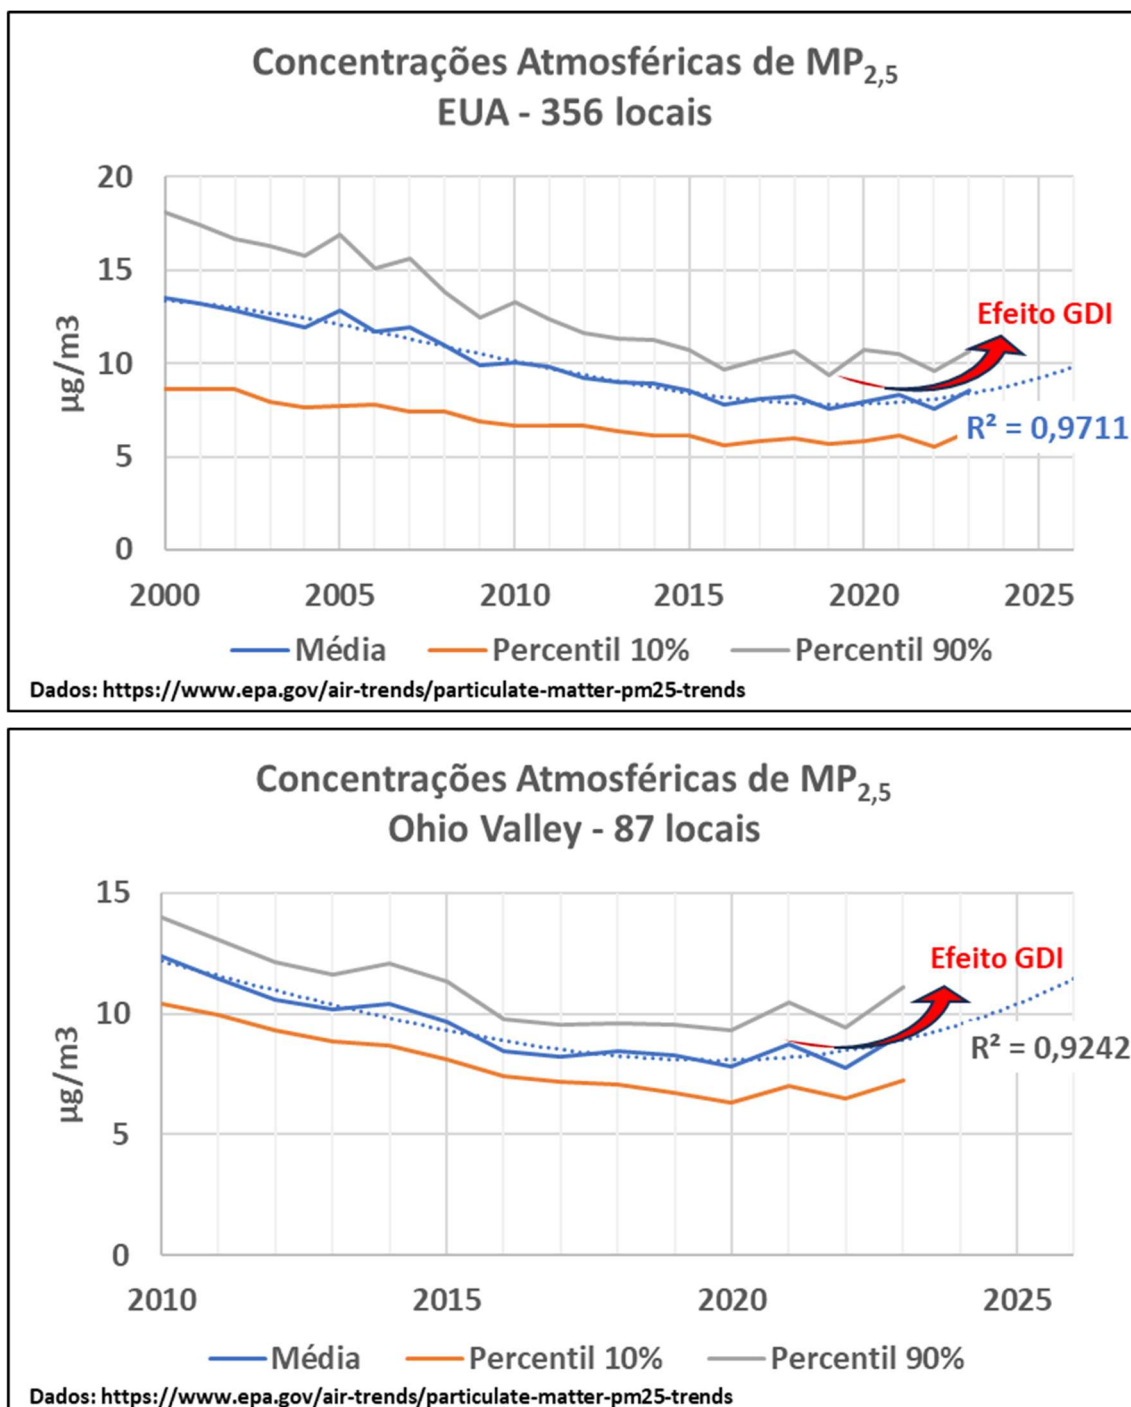 Concentrações Atmosféricas de MP2,5
EUA - 356 locais
20
15
10
5
0
µg/m3
Efeito GDI
R² = 0,9711
2000 2005 2010 2015 2020 2025
Média Percentil 10% Percentil 90%
Dados: https://www.epa.gov/air-trends/particulate-matter-pm25-trends
Concentrações Atmosféricas de MP2,5
Ohio Valley - 87 locais
15
10
5
0
µg/m3
Efeito GDI
R² = 0,9242
2010 2015 2020 2025
Média Percentil 10% Percentil 90%
Dados: https://www.epa.gov/air-trends/particulate-matter-pm25-trends